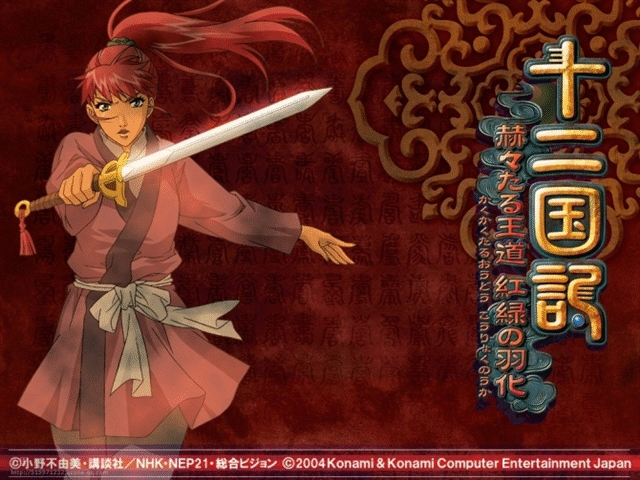 十二国記
赫々たる王道 紅緑の羽化
かくかくたるおうどう こうりょくのうか
©小野不由美・講談社／NHK・NEP21・総合ビジョン ©2004 Konami & Konami Computer Entertainment Japan